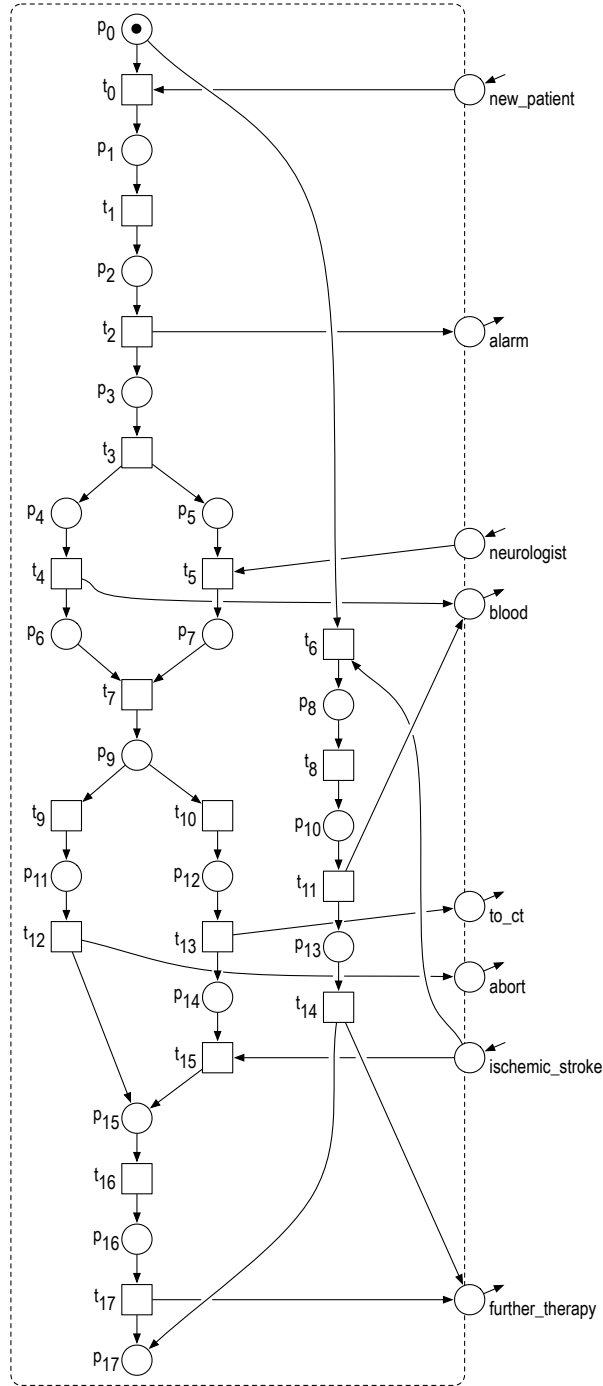 p0
t0
new_patient
p1
t1
p2
t2
alarm
p3
t3
p4
p5
t4
t5
neurologist
blood
p6
p7
t6
t7
p8
p9
t8
t9
t10
p10
p11
p12
t11
to_ct
t12
t13
p13
abort
p14
t14
t15
ischemic_stroke
p15
t16
p16
t17
further_therapy
p17